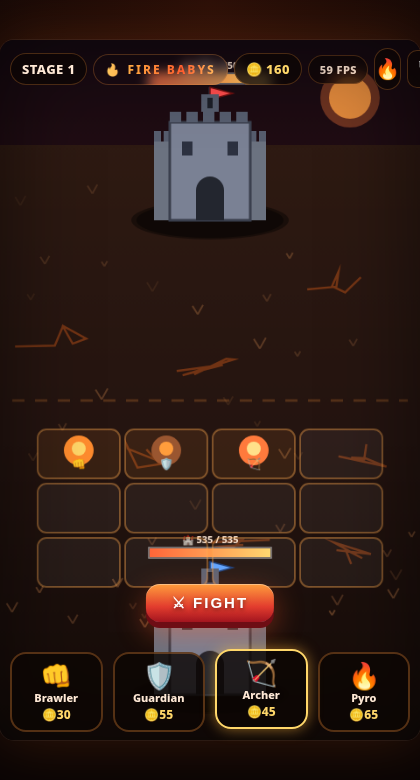 STAGE 1
FIRE BABYS
160
59 FPS
535 / 535
FIGHT
Brawler
30
Guardian
55
Archer
45
Pyro
65